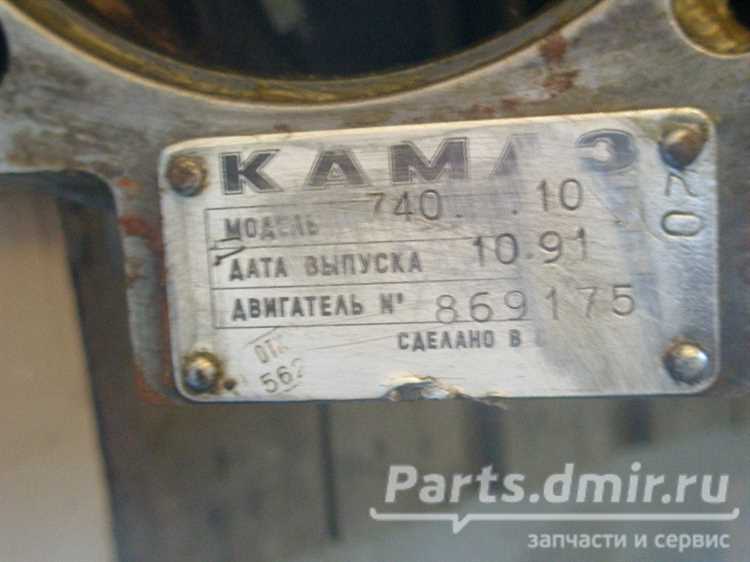 КАМАЗ
МОДЕЛЬ 740. .10
ДАТА ВЫПУСКА 10.91
ДВИГАТЕЛЬ № 869175
СДЕЛАНО В
ОТК
562
Parts.dmir.ru
запчасти и сервис